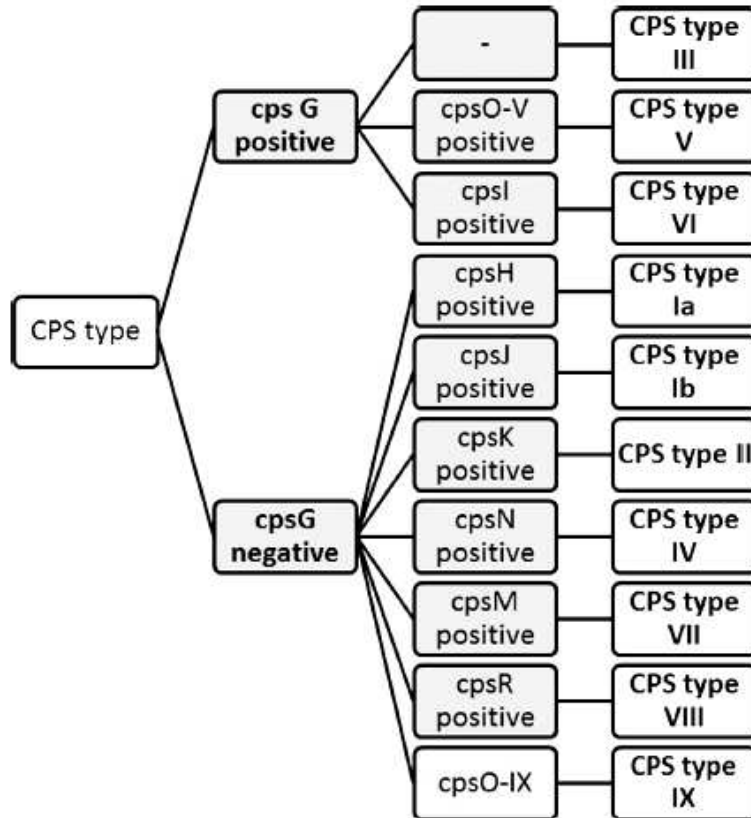 -
CPS type
III
cps G
positive
cpsO-V
positive
CPS type
V
cpsI
positive
CPS type
VI
CPS type
cpsH
positive
CPS type
Ia
cpsJ
positive
CPS type
Ib
cpsK
positive
CPS type II
cpsG
negative
cpsN
positive
CPS type
IV
cpsM
positive
CPS type
VII
cpsR
positive
CPS type
VIII
cpsO-IX
CPS type
IX